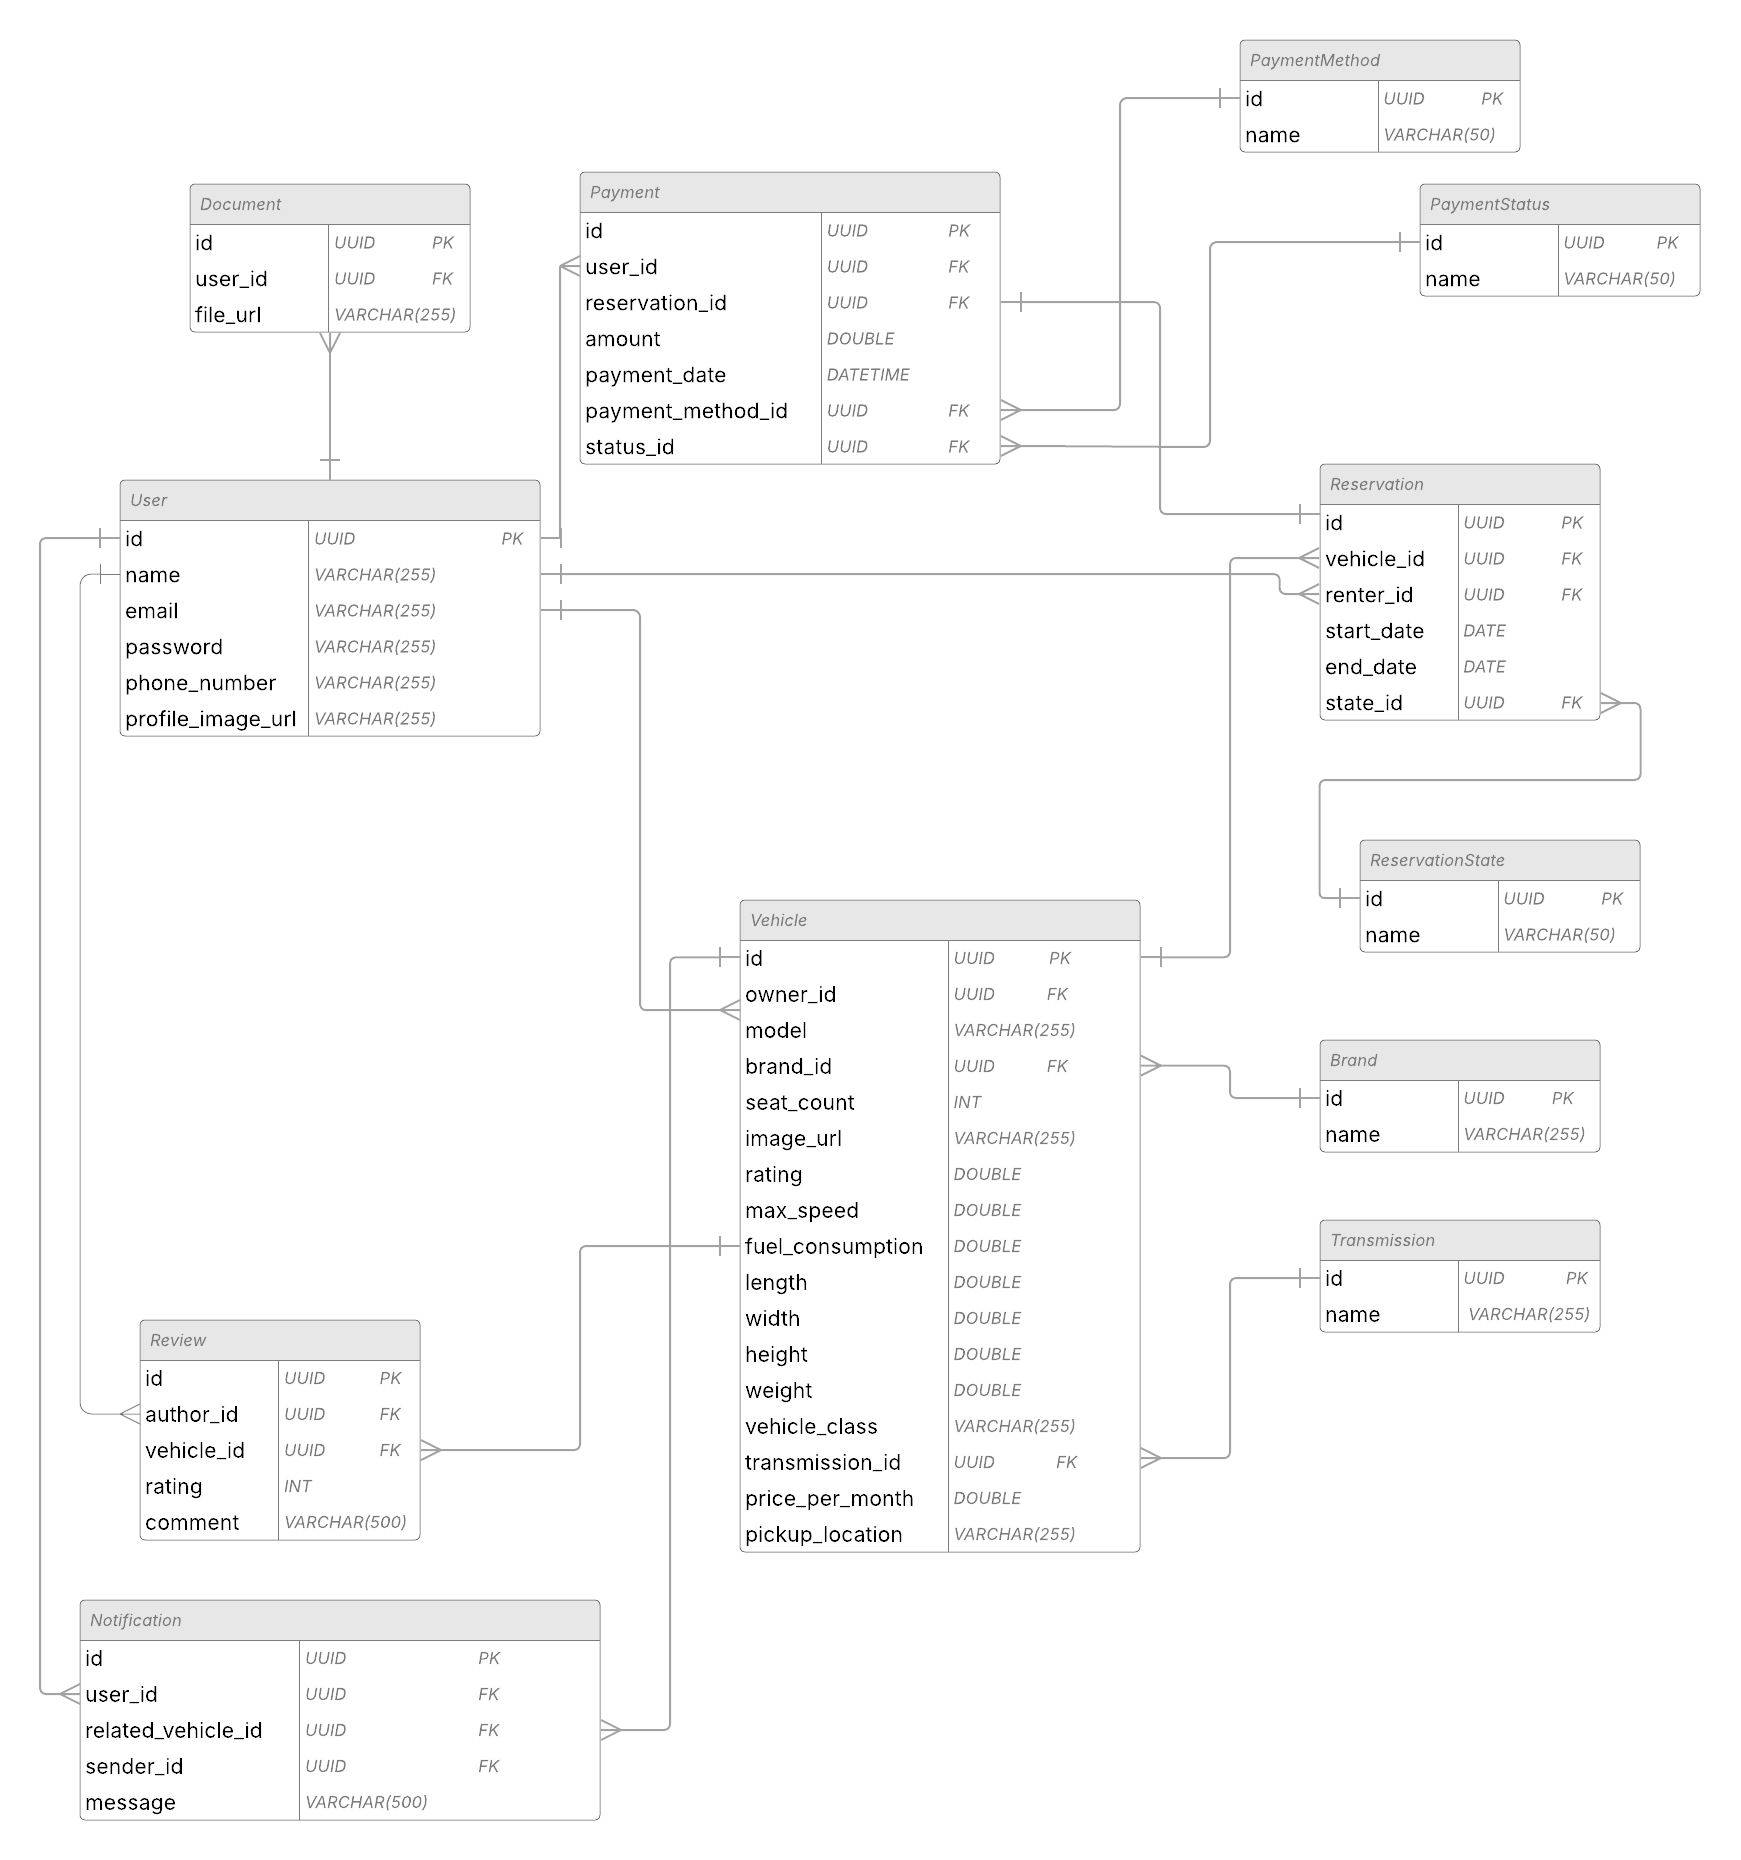 PaymentMethod
id UUID PK
name VARCHAR(50)
Document
id UUID PK
user_id UUID FK
file_url VARCHAR(255)
Payment
id UUID PK
user_id UUID FK
reservation_id UUID FK
amount DOUBLE
payment_date DATETIME
payment_method_id UUID FK
status_id UUID FK
PaymentStatus
id UUID PK
name VARCHAR(50)
User
id UUID PK
name VARCHAR(255)
email VARCHAR(255)
password VARCHAR(255)
phone_number VARCHAR(255)
profile_image_url VARCHAR(255)
Reservation
id UUID PK
vehicle_id UUID FK
renter_id UUID FK
start_date DATE
end_date DATE
state_id UUID FK
ReservationState
id UUID PK
name VARCHAR(50)
Vehicle
id UUID PK
owner_id UUID FK
model VARCHAR(255)
brand_id UUID FK
seat_count INT
image_url VARCHAR(255)
rating DOUBLE
max_speed DOUBLE
fuel_consumption DOUBLE
length DOUBLE
width DOUBLE
height DOUBLE
weight DOUBLE
vehicle_class VARCHAR(255)
transmission_id UUID FK
price_per_month DOUBLE
pickup_location VARCHAR(255)
Brand
id UUID PK
name VARCHAR(255)
Transmission
id UUID PK
name VARCHAR(255)
Review
id UUID PK
author_id UUID FK
vehicle_id UUID FK
rating INT
comment VARCHAR(500)
Notification
id UUID PK
user_id UUID FK
related_vehicle_id UUID FK
sender_id UUID FK
message VARCHAR(500)